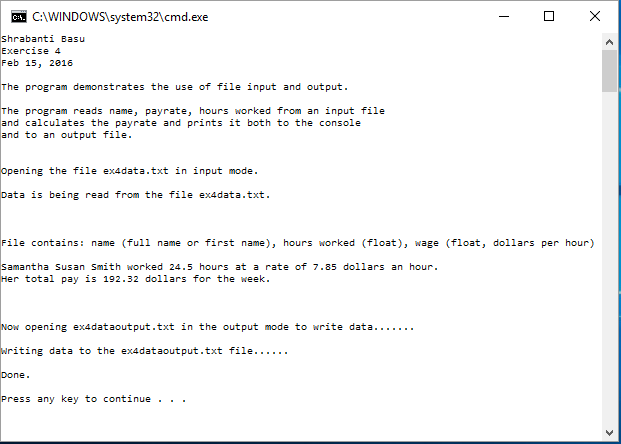 C:\WINDOWS\system32\cmd.exe
Shrabanti Basu
Exercise 4
Feb 15, 2016
The program demonstrates the use of file input and output.
The program reads name, payrate, hours worked from an input file
and calculates the payrate and prints it both to the console
and to an output file.
Opening the file ex4data.txt in input mode.
Data is being read from the file ex4data.txt.
File contains: name (full name or first name), hours worked (float), wage (float, dollars per hour)
Samantha Susan Smith worked 24.5 hours at a rate of 7.85 dollars an hour.
Her total pay is 192.32 dollars for the week.
Now opening ex4dataoutput.txt in the output mode to write data.......
Writing data to the ex4dataoutput.txt file......
Done.
Press any key to continue . . .